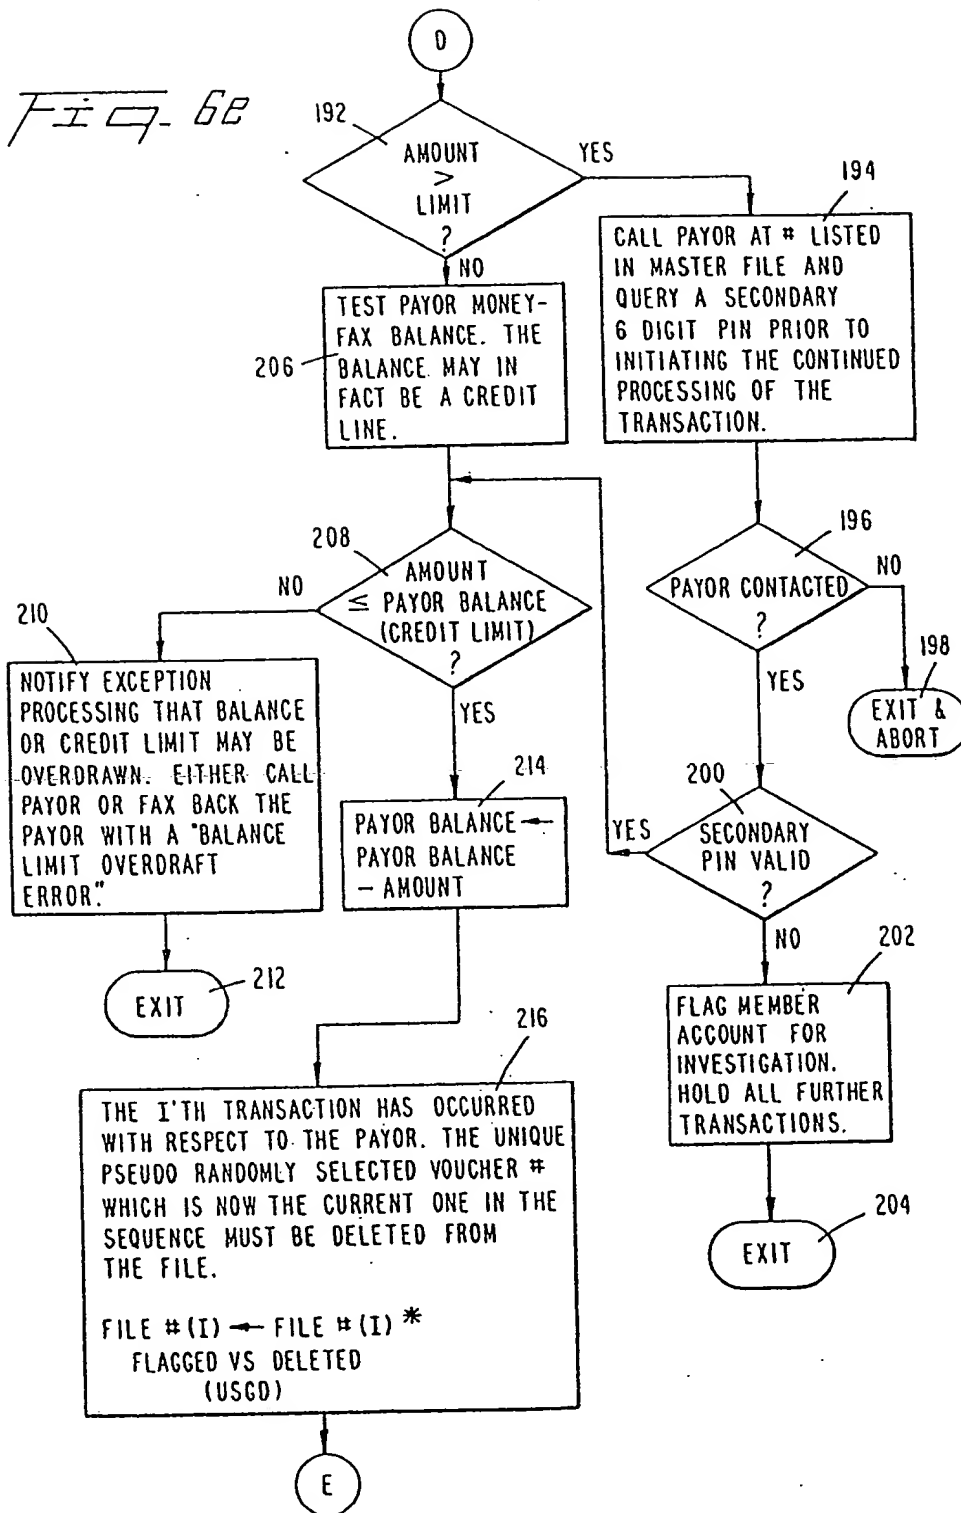 D
Fig. 6e
192
AMOUNT
>
LIMIT
?
YES
NO
194
CALL PAYOR AT # LISTED
IN MASTER FILE AND
QUERY A SECONDARY
6 DIGIT PIN PRIOR TO
INITIATING THE CONTINUED
PROCESSING OF THE
TRANSACTION.
206
TEST PAYOR MONEY-
FAX BALANCE. THE
BALANCE MAY IN
FACT BE A CREDIT
LINE.
196
PAYOR CONTACTED
?
NO
YES
198
EXIT &
ABORT
208
AMOUNT
≤ PAYOR BALANCE
(CREDIT LIMIT)
?
NO
YES
210
NOTIFY EXCEPTION
PROCESSING THAT BALANCE
OR CREDIT LIMIT MAY BE
OVERDRAWN. EITHER CALL
PAYOR OR FAX BACK THE
PAYOR WITH A "BALANCE
LIMIT OVERDRAFT
ERROR."
212
EXIT
214
PAYOR BALANCE ←
PAYOR BALANCE
- AMOUNT
200
SECONDARY
PIN VALID
?
YES
NO
202
FLAG MEMBER
ACCOUNT FOR
INVESTIGATION.
HOLD ALL FURTHER
TRANSACTIONS.
204
EXIT
216
THE I'TH TRANSACTION HAS OCCURRED
WITH RESPECT TO THE PAYOR. THE UNIQUE
PSEUDO RANDOMLY SELECTED VOUCHER #
WHICH IS NOW THE CURRENT ONE IN THE
SEQUENCE MUST BE DELETED FROM
THE FILE.
FILE #(I) ← FILE #(I) *
FLAGGED VS DELETED
(USGD)
E